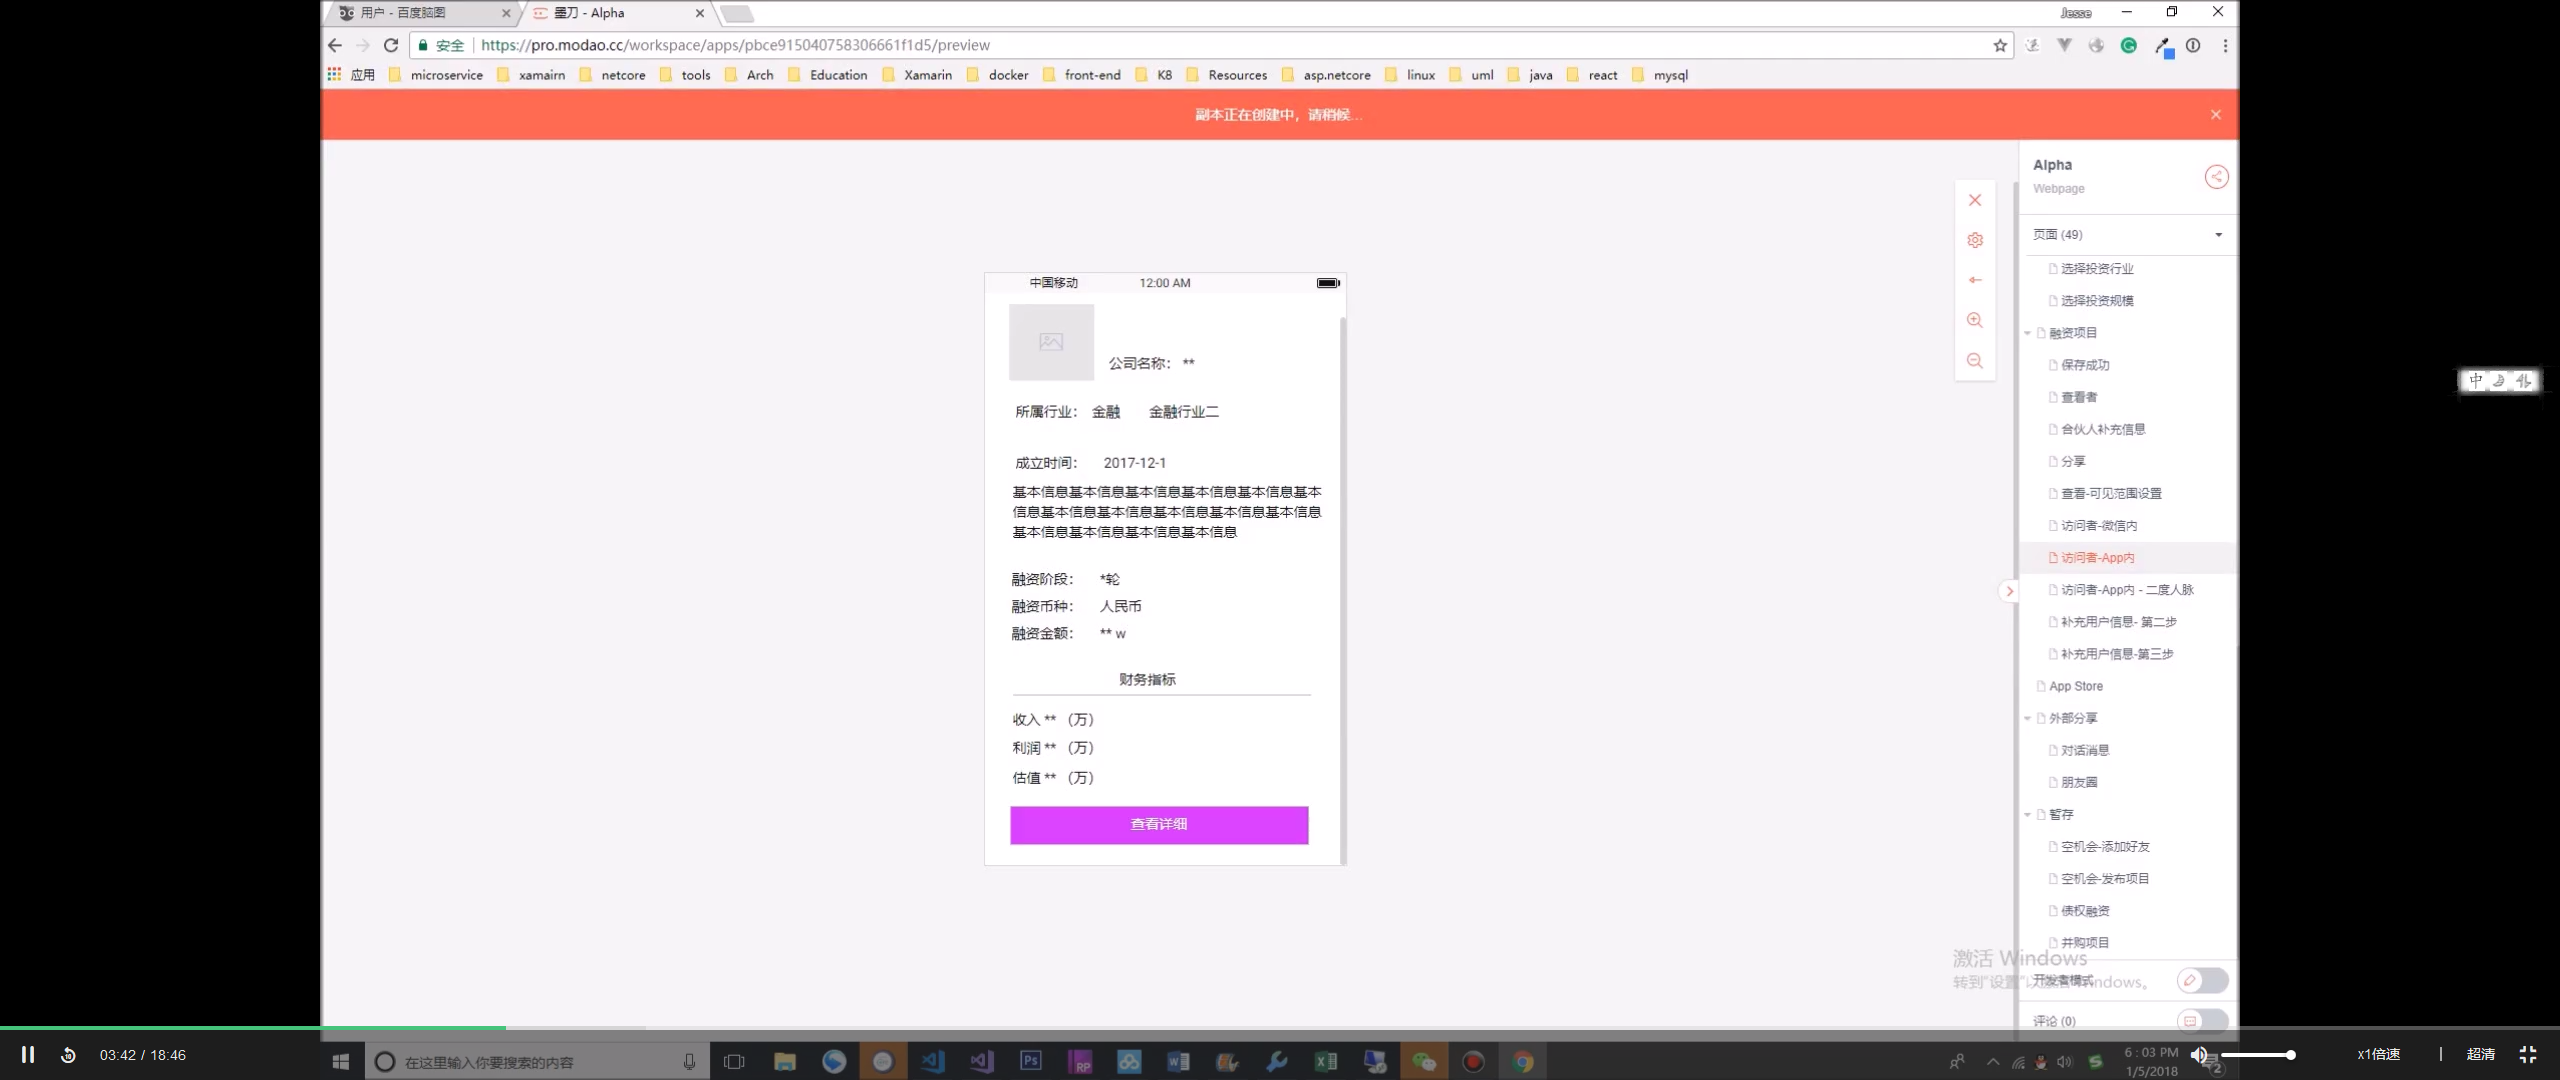 用户 - 百度脑图
墨刀 - Alpha
Jesse
安全
https://pro.modao.cc/workspace/apps/pbce915040758306661f1d5/preview
应用 microservice xamairn netcore tools Arch Education Xamarin docker front-end K8 Resources asp.netcore linux uml java react mysql
副本正在创建中，请稍候...
Alpha
Webpage
页面 (49)
选择投资行业
选择投资规模
融资项目
保存成功
查看者
合伙人补充信息
分享
查看-可见范围设置
访问者-微信内
访问者-App内
访问者-App内 - 二度人脉
补充用户信息- 第二步
补充用户信息-第三步
App Store
外部分享
对话消息
朋友圈
暂存
空机会-添加好友
空机会-发布项目
债权融资
并购项目
开发者模式
评论 (0)
中国移动 12:00 AM
公司名称： **
所属行业： 金融 金融行业二
成立时间： 2017-12-1
基本信息基本信息基本信息基本信息基本信息基本
信息基本信息基本信息基本信息基本信息基本信息
基本信息基本信息基本信息基本信息
融资阶段： *轮
融资币种： 人民币
融资金额： ** w
财务指标
收入 ** （万）
利润 ** （万）
估值 ** （万）
查看详细
中
激活 Windows
转到"设置"以激活 Windows。
03:42 / 18:46
在这里输入你要搜索的内容
Ps
RP
6:03 PM
1/5/2018
2
x1倍速
超清